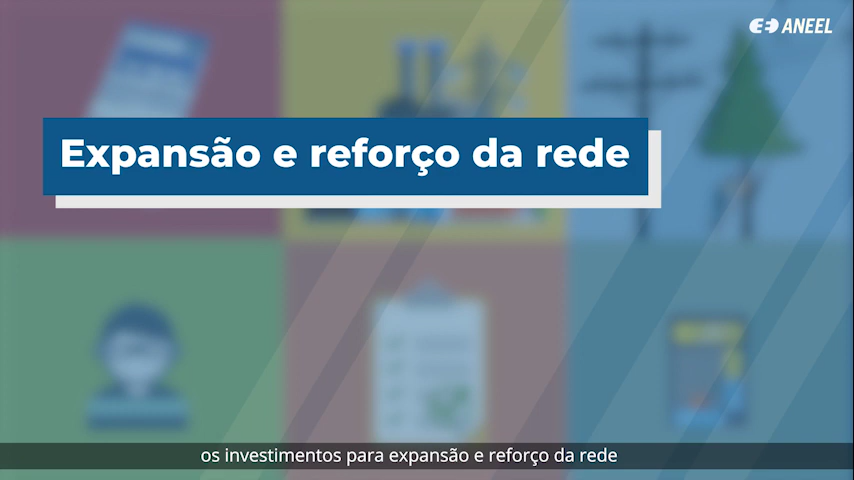 ANEEL
Expansão e reforço da rede
os investimentos para expansão e reforço da rede